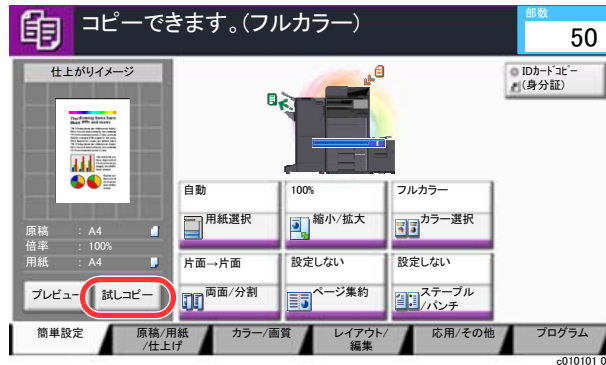 コピーできます。(フルカラー)
部数
50
仕上がりイメージ
IDカードコピー
(身分証)
原稿 : A4
倍率 : 100%
用紙 : A4
プレビュー
試しコピー
自動
用紙選択
100%
縮小/拡大
フルカラー
カラー選択
片面→片面
両面/分割
設定しない
ページ集約
設定しない
ステープル
/パンチ
簡単設定
原稿/用紙
/仕上げ
カラー/画質
レイアウト/
編集
応用/その他
プログラム
c010101 0